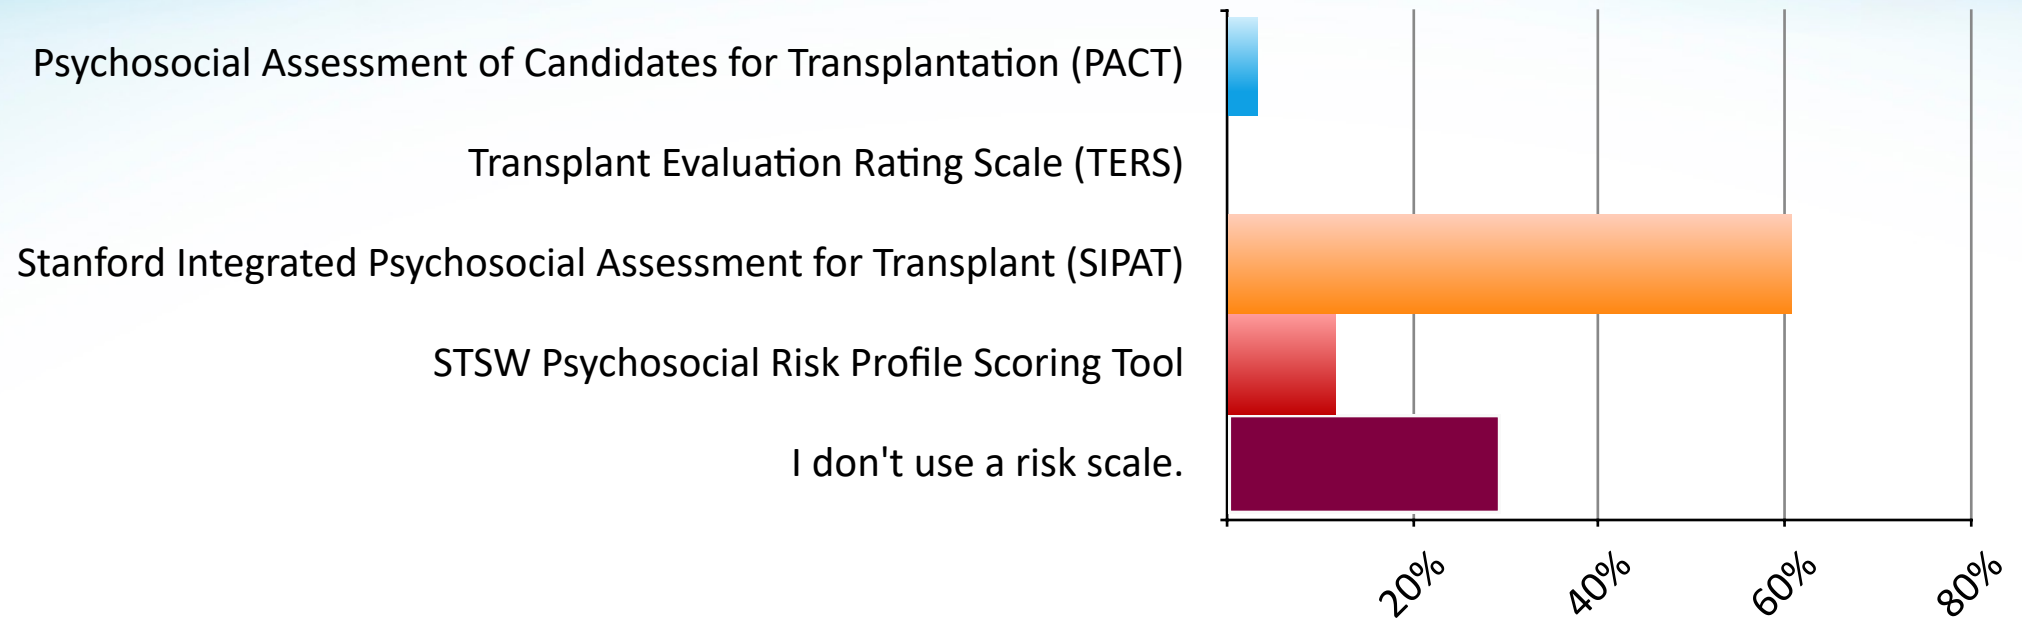 Psychosocial Assessment of Candidates for Transplantation (PACT)
Transplant Evaluation Rating Scale (TERS)
Stanford Integrated Psychosocial Assessment for Transplant (SIPAT)
STSW Psychosocial Risk Profile Scoring Tool
I don't use a risk scale.
20%
40%
60%
80%